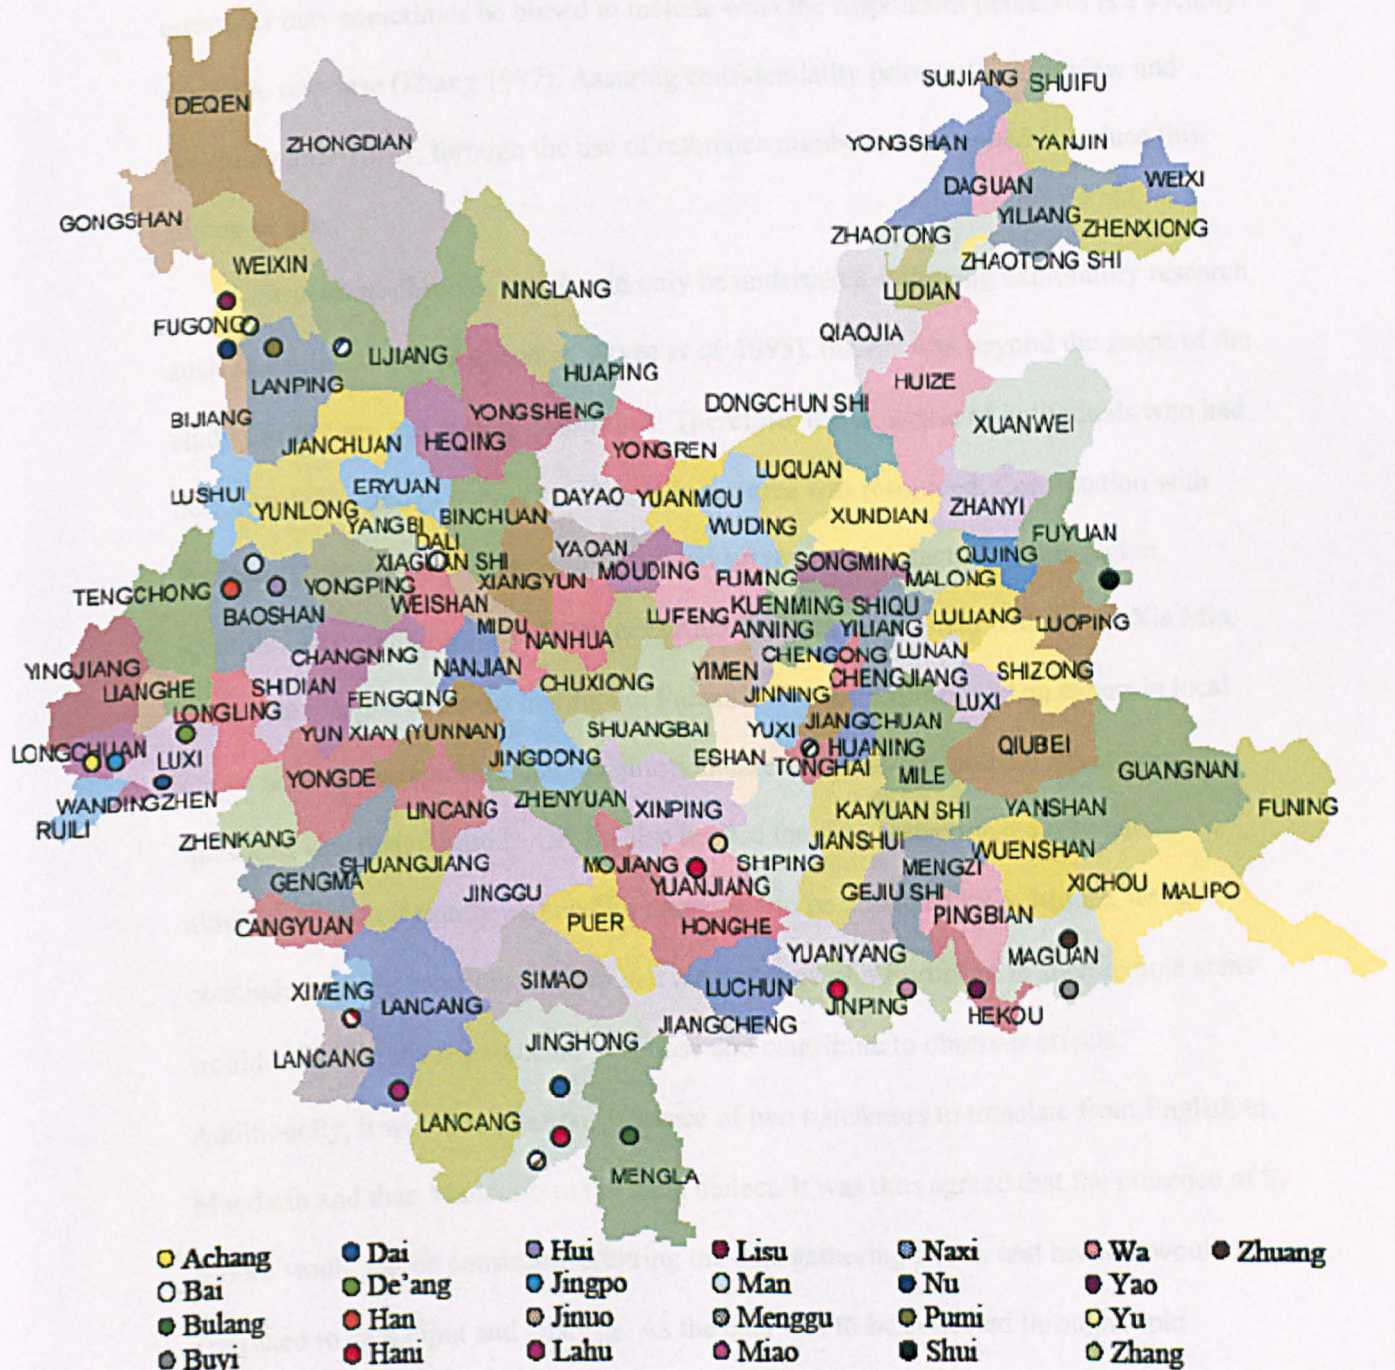 SUIJIANG SHUIFU
DEQEN
ZHONGDIAN
YONGSHAN YANJIN
DAGUAN WEIXI
GONGSHAN
YILIANG ZHENXIONG
ZHAOTONG
WEIXIN
ZHAOTONG SHI
NINGLANG
LUDIAN
FUGONG
QIAOJIA
LIJIANG
LANPING
HUAPING
HUIZE
BIJIANG
YONGSHENG
DONGCHUN SHI
JIANCHUAN HEQING
XUANWEI
YONGREN
LUQUAN
LUSHUI
ERYUAN
DAYAO YUANMOU
YUNLONG
YANGBI
BINCHUAN
WUDING
XUNDIAN
ZHANYI
FUYUAN
DALI
XIAGUAN SHI
YAOAN
QUJING
TENGCHONG
YONGPING
XIANGYUN
MOUDING
FUMING
SONGMING
MALONG
BAOSHAN
WEISHAN
LUFENG
KUENMING SHIQU
LULIANG
LUOPING
MIDU
NANHUA
ANNING
YILIANG
CHANGNING
NANJIAN
CHENGONG
LUNAN
YINGJIANG
LIANGHE
SHIDIAN
FENGQING
CHUXIONG
YIMEN
CHENGJIANG
SHIZONG
LONGLING
JINNING
LUXI
YUN XIAN (YUNNAN)
SHUANGBAI
YUXI
JIANGCHUAN
LONGCHUAN
LUXI
JINGDONG
ESHAN
TONGHAI
HUANING
QIUBEI
YONGDE
MILE
GUANGNAN
WANDINGZHEN
LINCANG
ZHENYUAN
XINPING
KAIYUAN SHI
YANSHAN
FUNING
RUILI
ZHENKANG
JIANSHUI
WUENSHAN
SHUANGJIANG
MOJIANG
SHIPING
MENGZI
GENGMA
JINGGU
YUANJIANG
GEJIU SHI
XICHOU
MALIPO
CANGYUAN
PUER
HONGHE
PINGBIAN
YUANYANG
MAGUAN
XIMENG
SIMAO
LUCHUN
LANCANG
JINPING
HEKOU
JIANGCHENG
LANCANG
JINGHONG
LANCANG
MENGLA
Achang Dai Hui Lisu Naxi Wa Zhuang
Bai De'ang Jingpo Man Nu Yao
Bulang Han Jinuo Menggu Pumi Yu
Buyi Hani Lahu Miao Shui Zhang